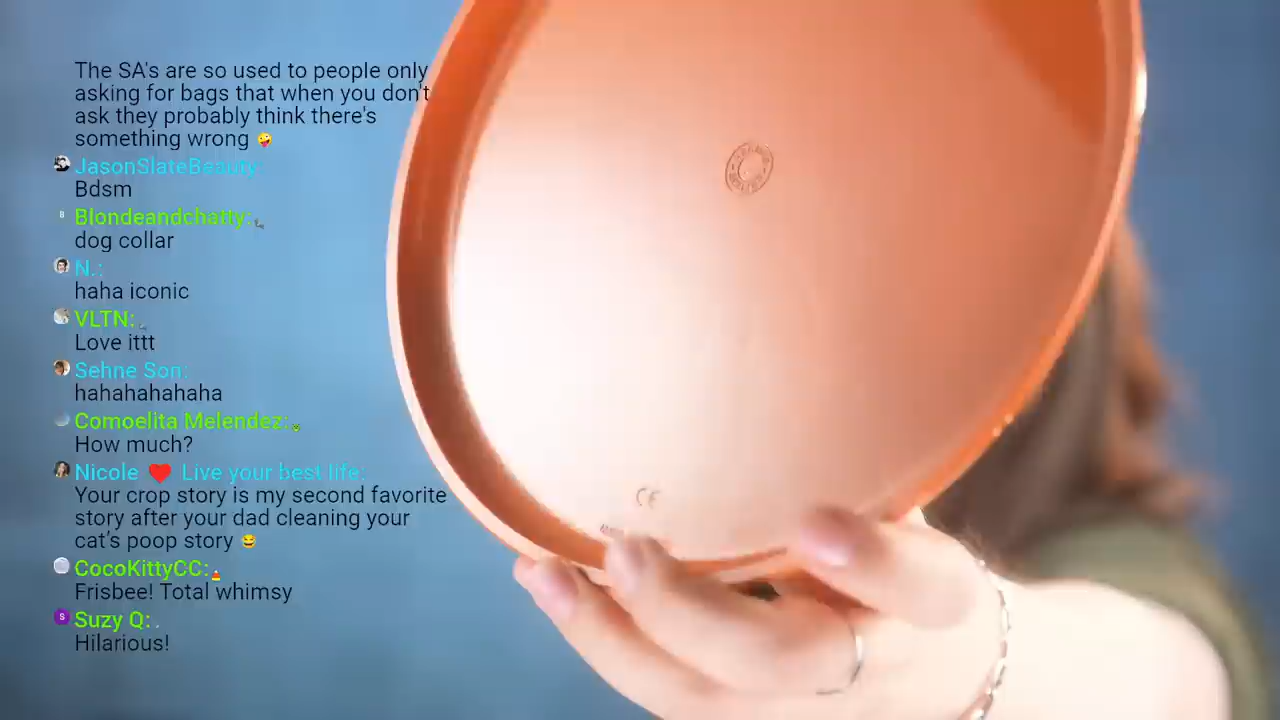 The SA's are so used to people only
asking for bags that when you don't
ask they probably think there's
something wrong 🤪
JasonSlateBeauty:
Bdsm
B Blondeandchatty:
dog collar
N.:
haha iconic
VLTN:
Love ittt
Sehne Son:
hahahahahaha
Comoelita Melendez:
How much?
Nicole ❤️ Live your best life:
Your crop story is my second favorite
story after your dad cleaning your
cat's poop story 😂
CocoKittyCC:
Frisbee! Total whimsy
S Suzy Q:
Hilarious!
CE